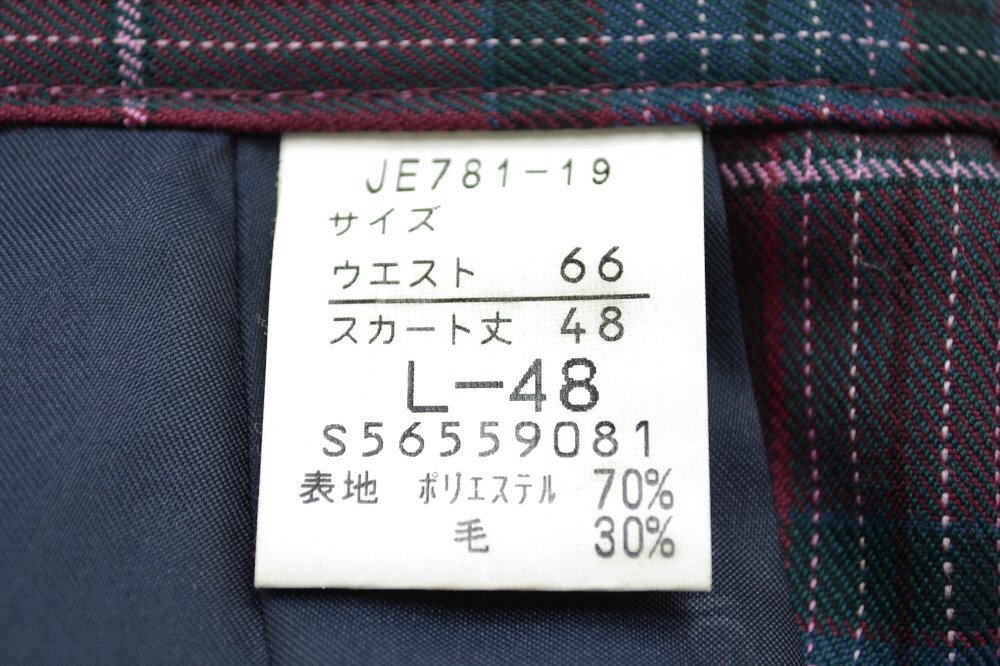 JE781-19
サイズ
ウエスト 66
スカート丈 48
L-48
S56559081
表地 ポリエステル 70%
毛 30%